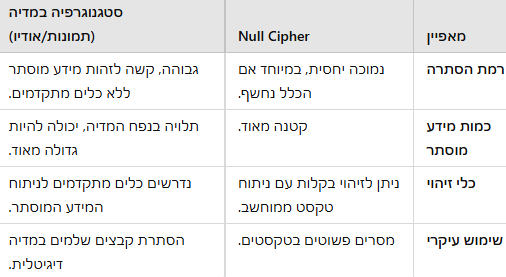 מאפיין
Null Cipher
סטגנוגרפיה במדיה
(תמונות/אודיו)
רמת הסתרה
נמוכה יחסית, במיוחד אם
הכלל נחשף.
גבוהה, קשה לזהות מידע מוסתר
ללא כלים מתקדמים.
כמות מידע
מוסתר
קטנה מאוד.
תלויה בנפח המדיה, יכולה להיות
גדולה מאוד.
כלי זיהוי
ניתן לזיהוי בקלות עם ניתוח
טקסט ממוחשב.
נדרשים כלים מתקדמים לניתוח
המידע המוסתר.
שימוש עיקרי
מסרים פשוטים בטקסטים.
הסתרת קבצים שלמים במדיה
דיגיטלית.